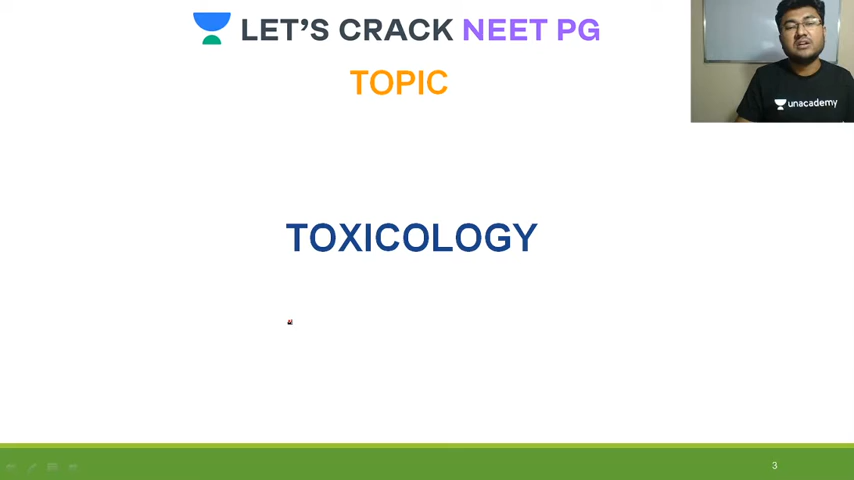 LET'S CRACK NEET PG
TOPIC
unacademy
TOXICOLOGY
3